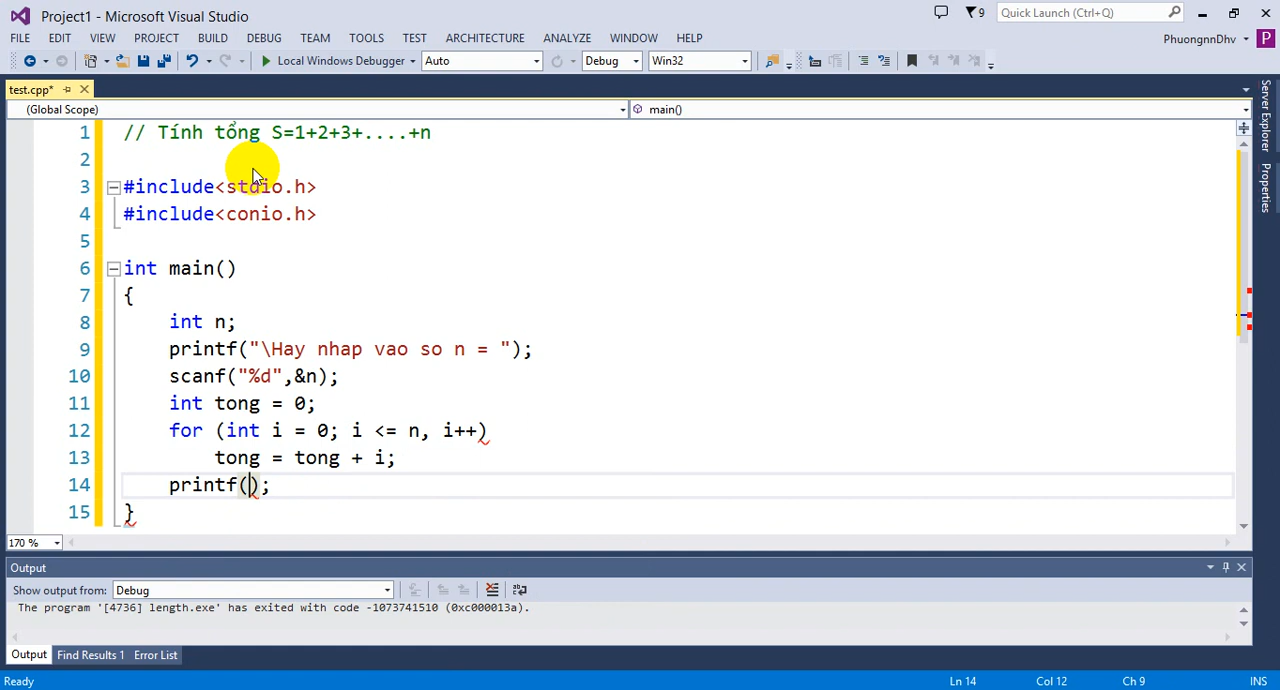 Project1 - Microsoft Visual Studio
9
Quick Launch (Ctrl+Q)
FILE EDIT VIEW PROJECT BUILD DEBUG TEAM TOOLS TEST ARCHITECTURE ANALYZE WINDOW HELP
PhuongnnDhv
P
Local Windows Debugger
Auto
Debug
Win32
test.cpp*
(Global Scope)
main()
Server Explorer
Properties
1 // Tính tổng S=1+2+3+....+n
2
3 #include<stdio.h>
4 #include<conio.h>
5
6 int main()
7 {
8 int n;
9 printf("\Hay nhap vao so n = ");
10 scanf("%d",&n);
11 int tong = 0;
12 for (int i = 0; i <= n, i++)
13 tong = tong + i;
14 printf();
15 }
170 %
Output
Show output from: Debug
The program '[4736] length.exe' has exited with code -1073741510 (0xc000013a).
Output Find Results 1 Error List
Ready
Ln 14
Col 12
Ch 9
INS